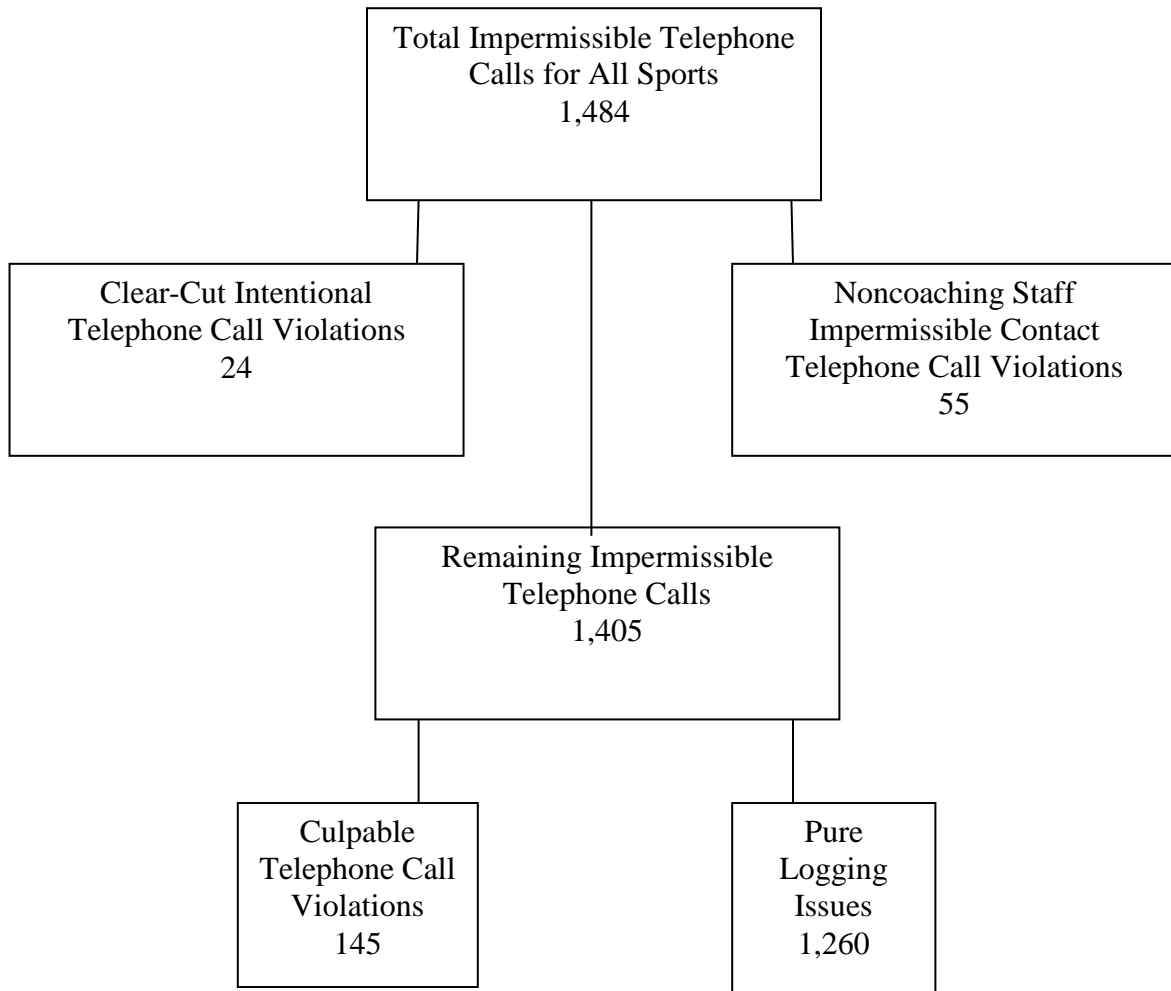 Total Impermissible Telephone
Calls for All Sports
1,484
Clear-Cut Intentional
Telephone Call Violations
24
Noncoaching Staff
Impermissible Contact
Telephone Call Violations
55
Remaining Impermissible
Telephone Calls
1,405
Culpable
Telephone Call
Violations
145
Pure
Logging
Issues
1,260